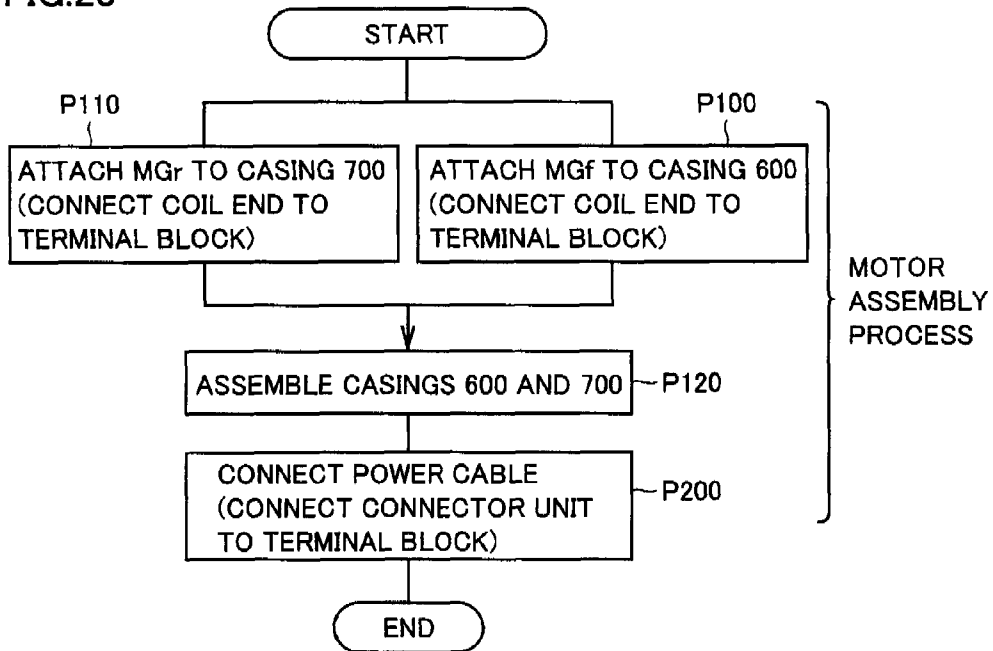 START
P110
P100
ATTACH MGr TO CASING 700
(CONNECT COIL END TO
TERMINAL BLOCK)
ATTACH MGf TO CASING 600
(CONNECT COIL END TO
TERMINAL BLOCK)
MOTOR
ASSEMBLY
PROCESS
ASSEMBLE CASINGS 600 AND 700
P120
CONNECT POWER CABLE
(CONNECT CONNECTOR UNIT
TO TERMINAL BLOCK)
P200
END